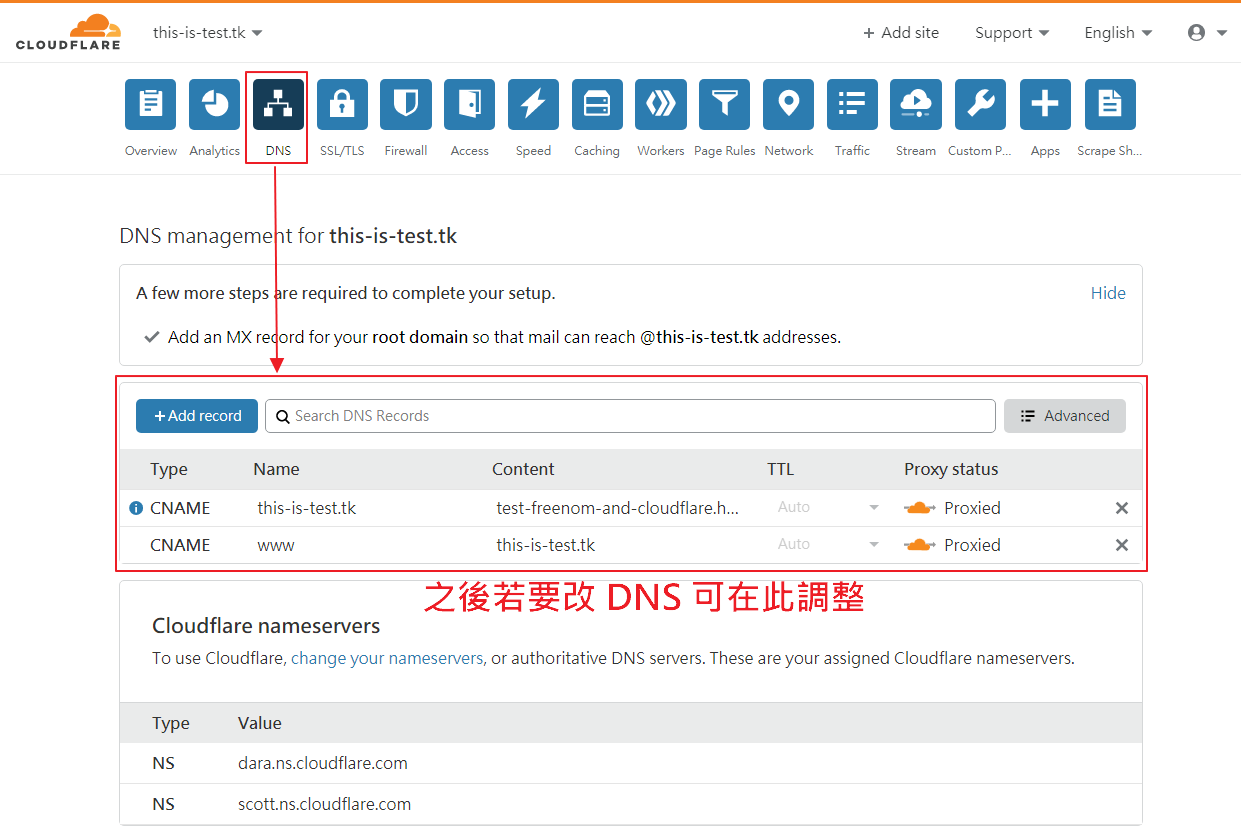 CLOUDFLARE this-is-test.tk + Add site Support English
Overview Analytics DNS SSL/TLS Firewall Access Speed Caching Workers Page Rules Network Traffic Stream Custom P... Apps Scrape Sh...
DNS management for this-is-test.tk
A few more steps are required to complete your setup. Hide
Add an MX record for your root domain so that mail can reach @this-is-test.tk addresses.
+ Add record Search DNS Records Advanced
Type Name Content TTL Proxy status
CNAME this-is-test.tk test-freenom-and-cloudflare.h... Auto Proxied
CNAME www this-is-test.tk Auto Proxied
之後若要改 DNS 可在此調整
Cloudflare nameservers
To use Cloudflare, change your nameservers, or authoritative DNS servers. These are your assigned Cloudflare nameservers.
Type Value
NS dara.ns.cloudflare.com
NS scott.ns.cloudflare.com